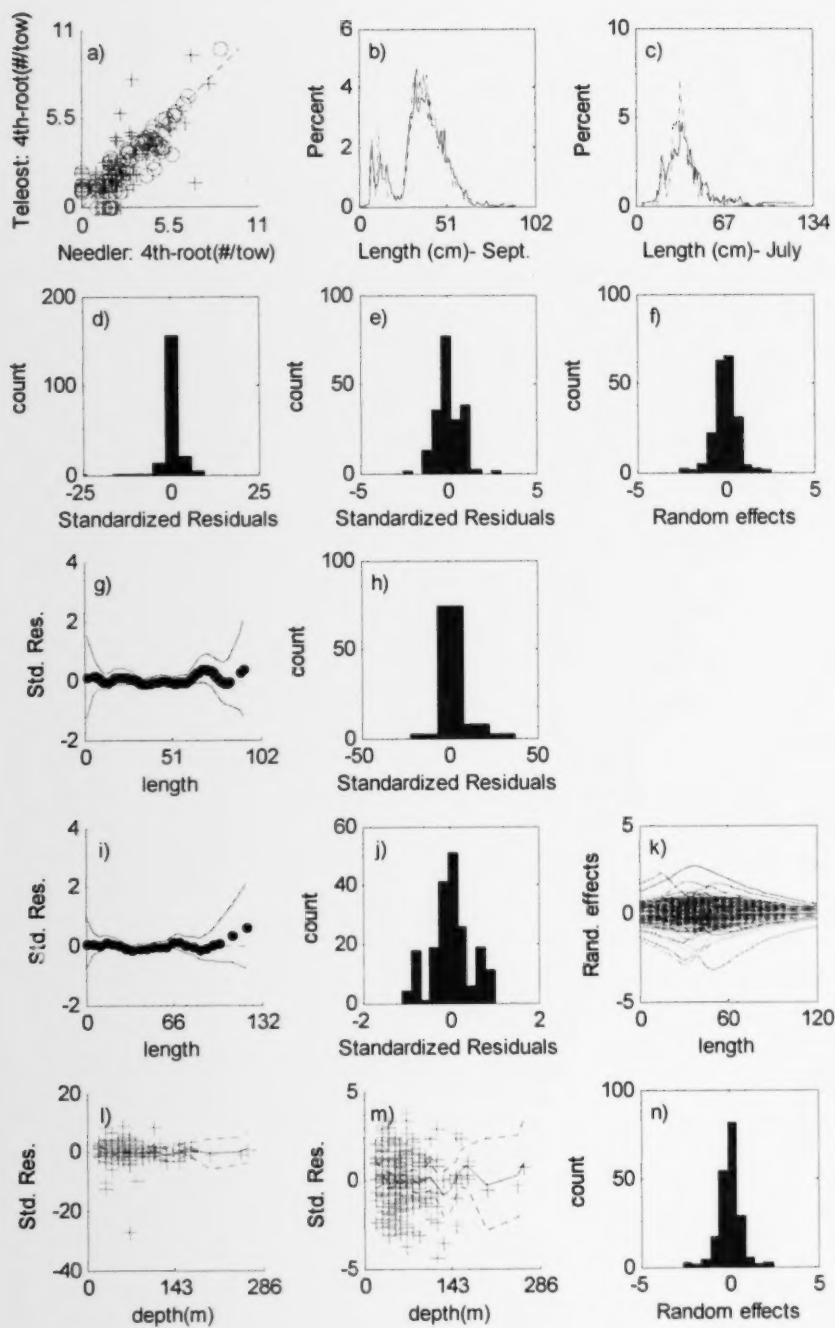 a)
11
5.5
0
Teleost: 4th-root(#/tow)
0
5.5
11
Needler: 4th-root(#/tow)
b)
6
4
2
0
Percent
0
51
102
Length (cm)- Sept.
c)
10
5
0
Percent
0
67
134
Length (cm)- July
d)
200
100
0
count
-25
0
25
Standardized Residuals
e)
100
50
0
count
-5
0
5
Standardized Residuals
f)
100
50
0
count
-5
0
5
Random effects
g)
4
2
0
-2
Std. Res.
0
51
102
length
h)
100
50
0
count
-50
0
50
Standardized Residuals
i)
4
2
0
-2
Std. Res.
0
66
132
length
j)
60
40
20
0
count
-2
0
2
Standardized Residuals
k)
5
0
-5
Rand. effects
0
60
120
length
l)
20
0
-20
-40
Std. Res.
0
143
286
depth(m)
m)
5
0
-5
Std. Res.
0
143
286
depth(m)
n)
100
50
0
count
-5
0
5
Random effects